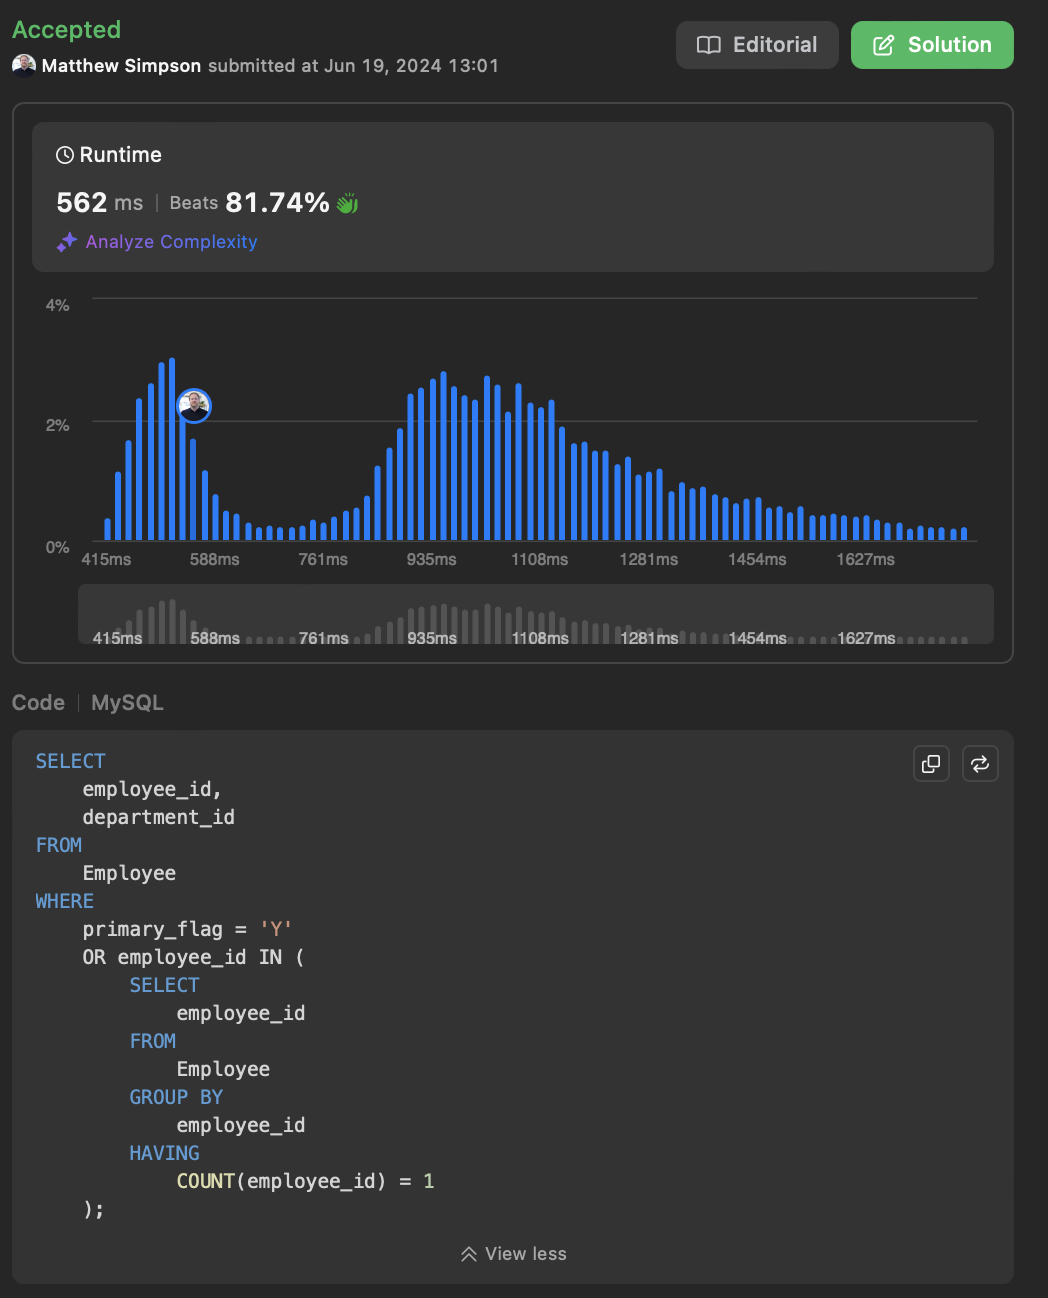 Accepted
Editorial
Solution
Matthew Simpson submitted at Jun 19, 2024 13:01
Runtime
562 ms | Beats 81.74%
Analyze Complexity
4%
2%
0%
415ms 588ms 761ms 935ms 1108ms 1281ms 1454ms 1627ms
415ms 588ms 761ms 935ms 1108ms 1281ms 1454ms 1627ms
Code | MySQL
SELECT
    employee_id,
    department_id
FROM
    Employee
WHERE
    primary_flag = 'Y'
    OR employee_id IN (
        SELECT
            employee_id
        FROM
            Employee
        GROUP BY
            employee_id
        HAVING
            COUNT(employee_id) = 1
    );
View less